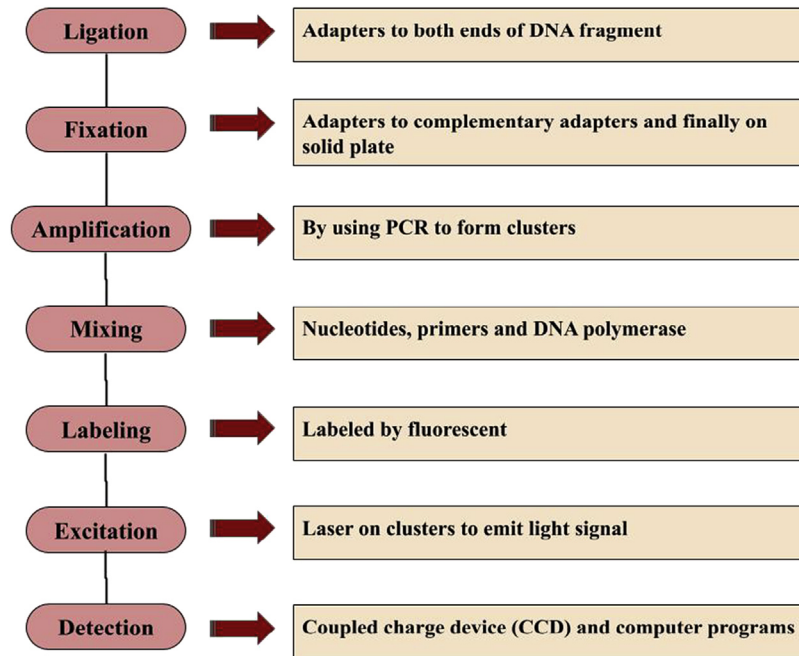 Ligation
Adapters to both ends of DNA fragment
Fixation
Adapters to complementary adapters and finally on
solid plate
Amplification
By using PCR to form clusters
Mixing
Nucleotides, primers and DNA polymerase
Labeling
Labeled by fluorescent
Excitation
Laser on clusters to emit light signal
Detection
Coupled charge device (CCD) and computer programs